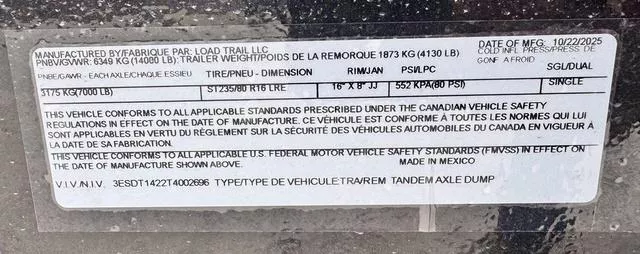 MANUFACTURED BY/FABRIQUE PAR: LOAD TRAIL LLC DATE OF MFG: 10/22/2025
PNBV/GVWR: 6349 KG (14080 LB): TRAILER WEIGHT/POIDS DE LA REMORQUE 1873 KG (4130 LB) COLD INFL. PRESS/PRESS. DE GONF A FROID
PNBE/GAWR - EACH AXLE/CHAQUE ESSIEU TIRE/PNEU - DIMENSION RIM/JAN PSI/LPC SGL/DUAL
3175 KG(7000 LB) ST235/80 R16 LRE 16" X 8" JJ 552 KPA(80 PSI) SINGLE
THIS VEHICLE CONFORMS TO ALL APPLICABLE STANDARDS PRESCRIBED UNDER THE CANADIAN VEHICLE SAFETY
REGULATIONS IN EFFECT ON THE DATE OF MANUFACTURE. CE VÉHICULE EST CONFORME À TOUTES LES NORMES QUI LUI
SONT APPLICABLES EN VERTU DU RÈGLEMENT SUR LA SÉCURITÉ DES VÉHICULES AUTOMOBILES DU CANADA EN VIGUEUR À
LA DATE DE SA FABRICATION.
THIS VEHICLE CONFORMS TO ALL APPLICABLE U.S. FEDERAL MOTOR VEHICLE SAFETY STANDARDS (FMVSS) IN EFFECT ON
THE DATE OF MANUFACTURE SHOWN ABOVE. MADE IN MEXICO
V.I.V./N.I.V. 3ESDT1422T4002696 TYPE/TYPE DE VEHICULE:TRA/REM TANDEM AXLE DUMP